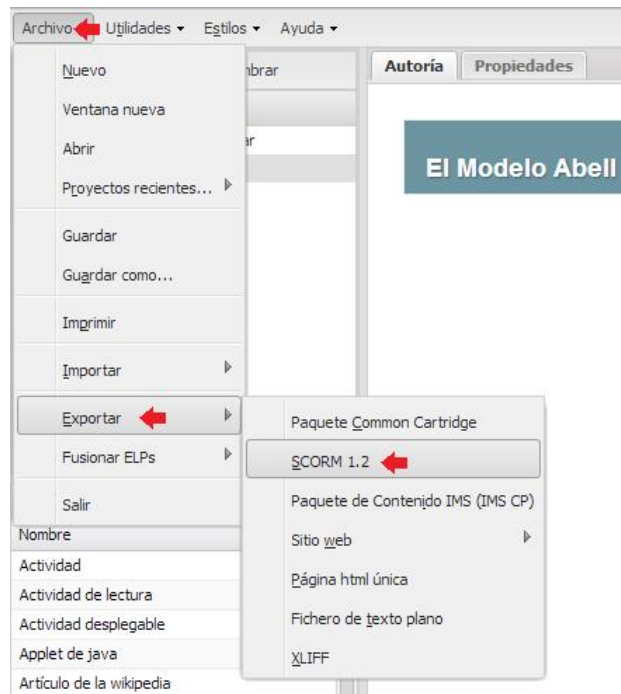 Archivo Utilidades Estilos Ayuda
Nuevo
Ventana nueva
Abrir
Proyectos recientes...
Guardar
Guardar como...
Imprimir
Importar
Exportar
Fusionar ELPs
Salir
Autoría Propiedades
El Modelo Abell
Paquete Common Cartridge
SCORM 1.2
Paquete de Contenido IMS (IMS CP)
Sitio web
Página html única
Fichero de texto plano
XLIFF
Nombre
Actividad
Actividad de lectura
Actividad desplegable
Applet de java
Artículo de la wikipedia